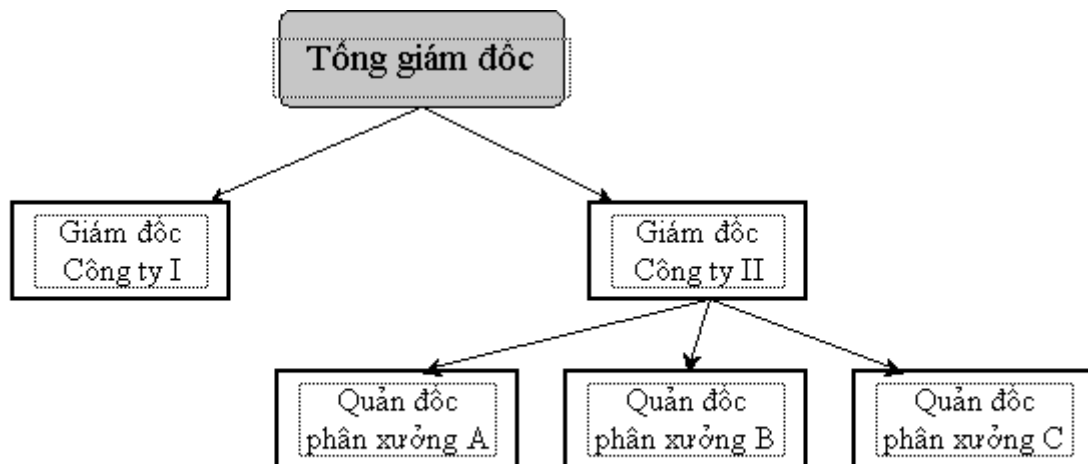 Tổng giám đốc
Giám đốc
Công ty I
Giám đốc
Công ty II
Quản đốc
phân xưởng A
Quản đốc
phân xưởng B
Quản đốc
phân xưởng C